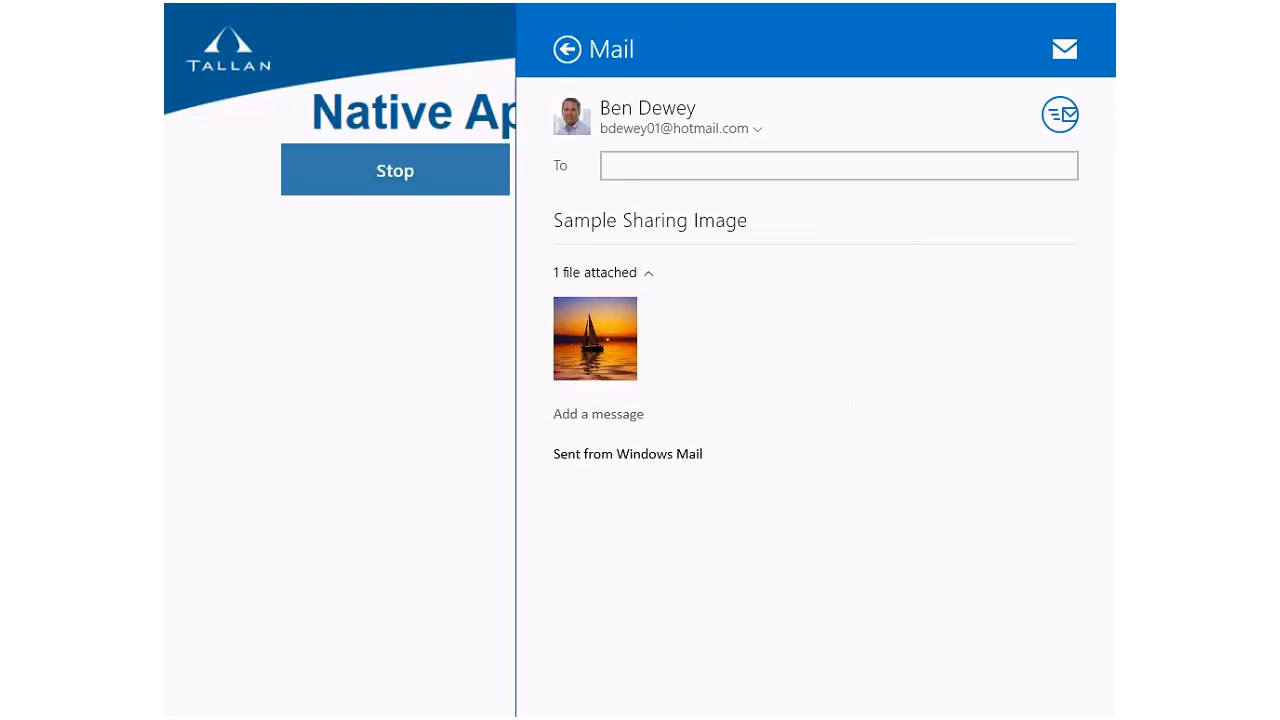 TALLAN
Native Ap
Stop
Mail
Ben Dewey
bdewey01@hotmail.com
To
Sample Sharing Image
1 file attached
Add a message
Sent from Windows Mail